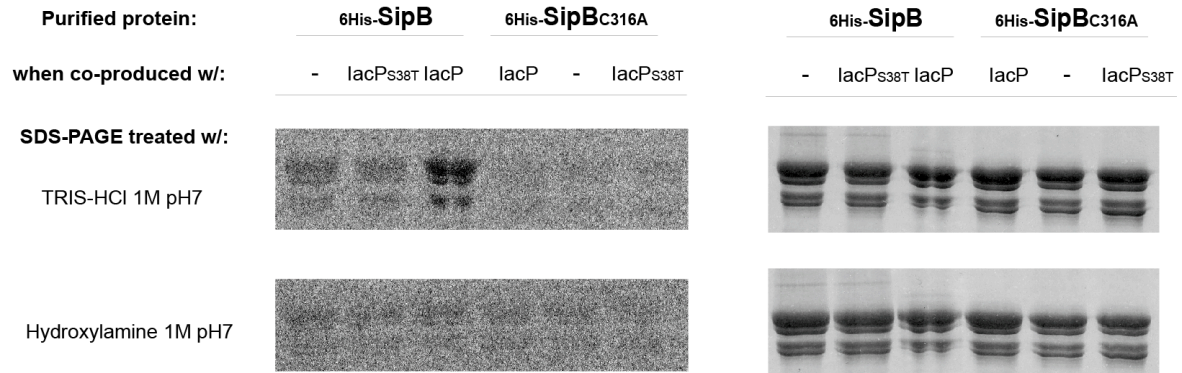 Purified protein: 6His-SipB 6His-SipBC316A 6His-SipB 6His-SipBC316A
when co-produced w/: - IacPS38T IacP IacP - IacPS38T - IacPS38T IacP IacP - IacPS38T
SDS-PAGE treated w/:
TRIS-HCl 1M pH7
Hydroxylamine 1M pH7